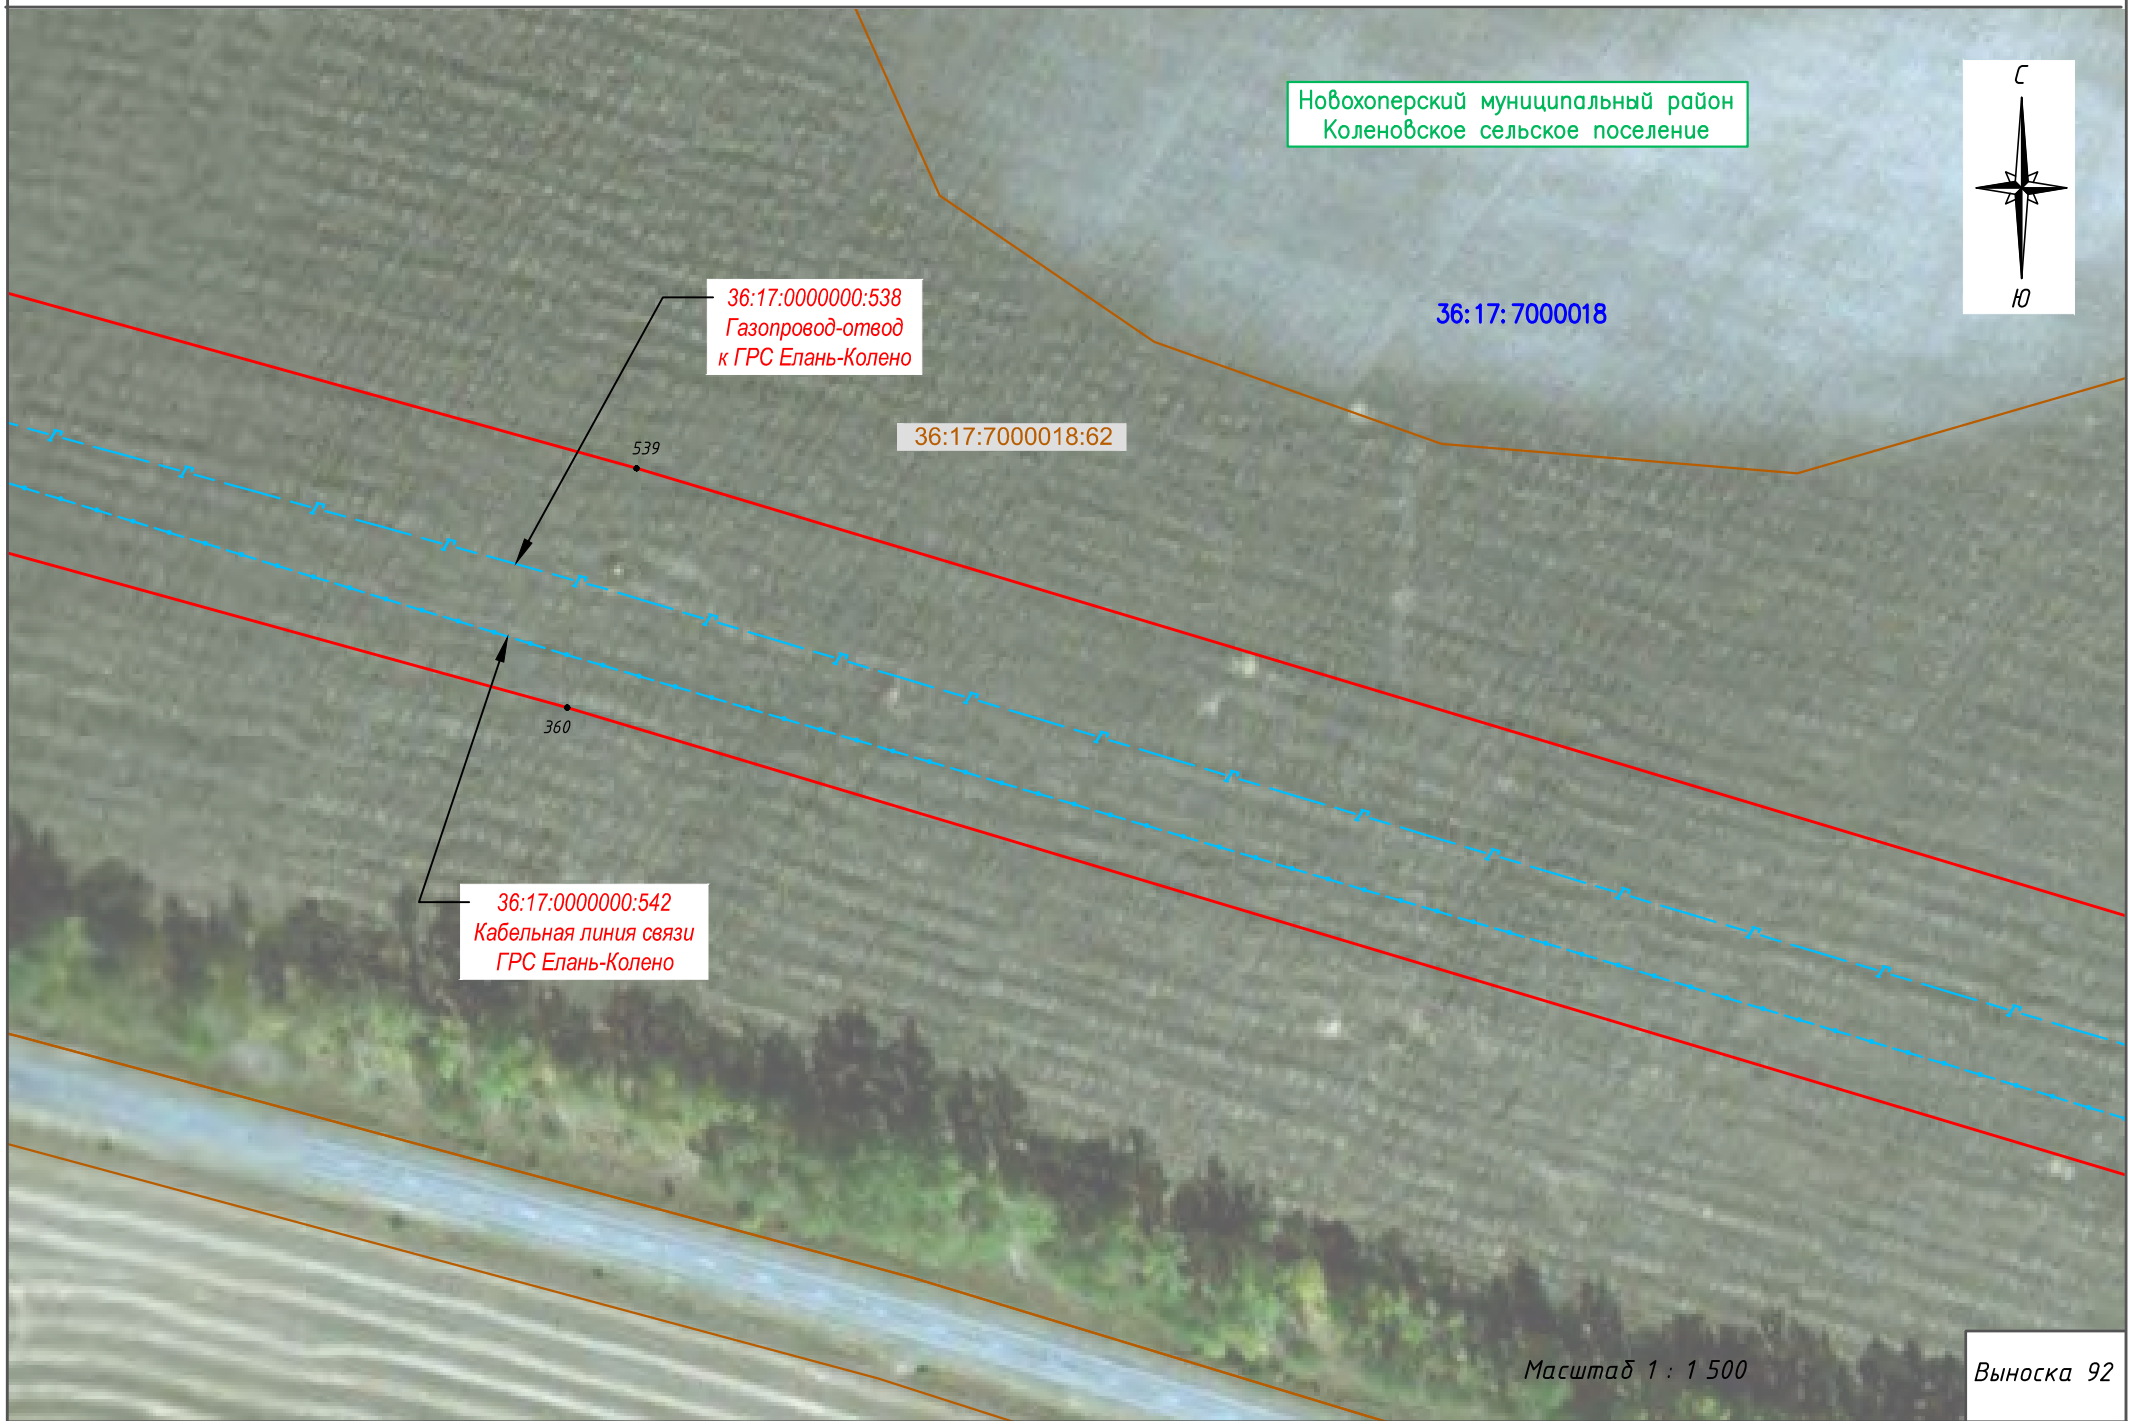 Новохоперский муниципальный район
Коленовское сельское поселение
С
Ю
36:17:0000000:538
Газопровод-отвод
к ГРС Елань-Колено
36:17:7000018
36:17:7000018:62
539
360
36:17:0000000:542
Кабельная линия связи
ГРС Елань-Колено
Масштаб 1 : 1 500
Выноска 92